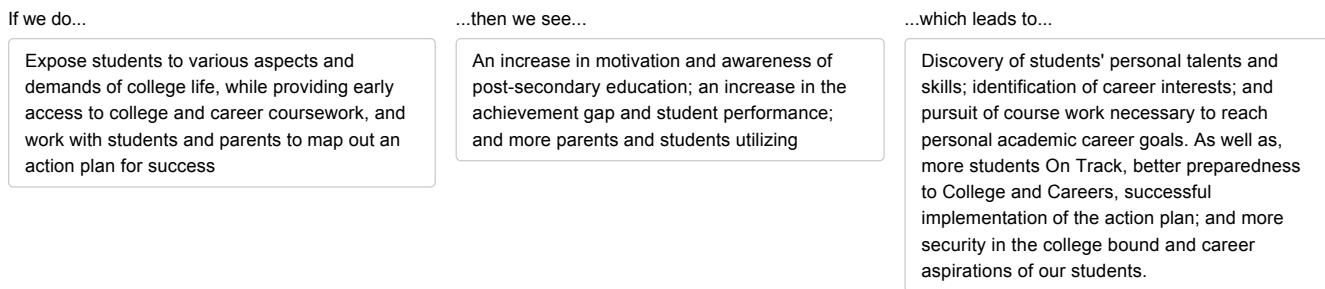 If we do...
Expose students to various aspects and
demands of college life, while providing early
access to college and career coursework, and
work with students and parents to map out an
action plan for success
...then we see...
An increase in motivation and awareness of
post-secondary education; an increase in the
achievement gap and student performance;
and more parents and students utilizing
...which leads to...
Discovery of students' personal talents and
skills; identification of career interests; and
pursuit of course work necessary to reach
personal academic career goals. As well as,
more students On Track, better preparedness
to College and Careers, successful
implementation of the action plan; and more
security in the college bound and career
aspirations of our students.